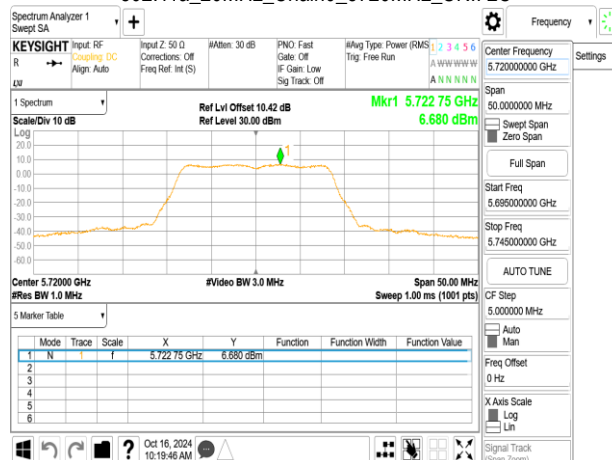 Spectrum Analyzer 1
Swept SA
Frequency
Settings
KEYSIGHT
R
LXI
Input: RF
Coupling: DC
Align: Auto
Input Z: 50 Ω
Corrections: Off
Freq Ref: Int (S)
#Atten: 30 dB
PNO: Fast
Gate: Off
IF Gain: Low
Sig Track: Off
#Avg Type: Power (RMS
Trig: Free Run
1 2 3 4 5 6
A W W W W W
A N N N N N
1 Spectrum
Scale/Div 10 dB
Ref Lvl Offset 10.42 dB
Ref Level 30.00 dBm
Mkr1 5.722 75 GHz
6.680 dBm
Log
20.0
10.0
0.00
-10.0
-20.0
-30.0
-40.0
-50.0
-60.0
1
Center 5.72000 GHz
#Video BW 3.0 MHz
Span 50.00 MHz
#Res BW 1.0 MHz
Sweep 1.00 ms (1001 pts)
5 Marker Table
Mode Trace Scale X Y Function Function Width Function Value
1 N 1 f 5.722 75 GHz 6.680 dBm
2
3
4
5
6
Oct 16, 2024
10:19:46 AM
?
Center Frequency
5.720000000 GHz
Span
50.0000000 MHz
Swept Span
Zero Span
Full Span
Start Freq
5.695000000 GHz
Stop Freq
5.745000000 GHz
AUTO TUNE
CF Step
5.000000 MHz
Auto
Man
Freq Offset
0 Hz
X Axis Scale
Log
Lin
Signal Track
(Span Zoom)